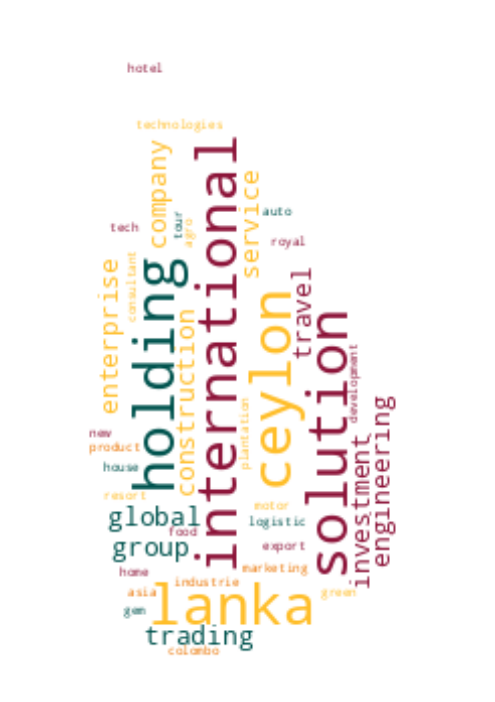 hotel
technologies
international
company
service
auto
tour
agro
tech
royal
consultant
holding
enterprise
travel
ceylon
construction
solution
development
plantation
engineering
new
investment
product
house
resort
motor
global
logistic
food
group
export
home
marketing
industrie
asia
lanka
green
gem
trading
colombo